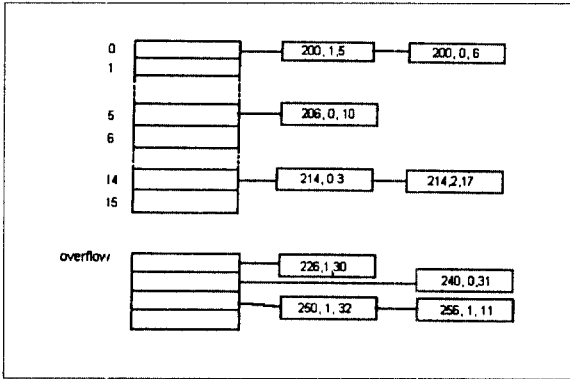 0
200, 1,5
200, 0, 6
1
5
206, 0, 10
6
14
214, 0 3
214,2,17
15
overflow
226,1,30
240, 0,31
250, 1, 32
256, 1, 11